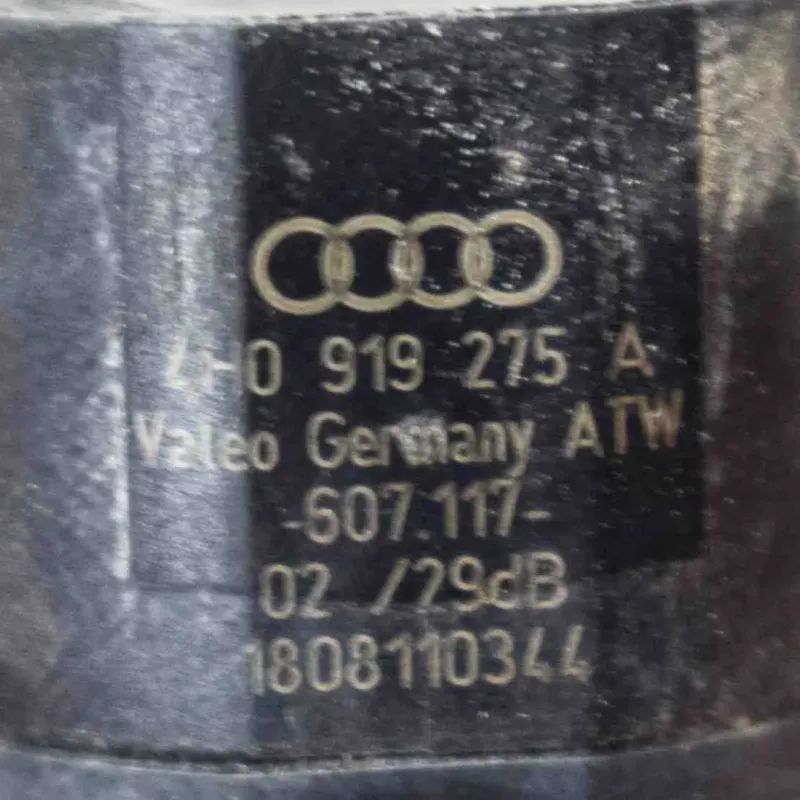 4H0 919 275 A
Valeo Germany ATW
-607.117-
02 /29dB
1808110344